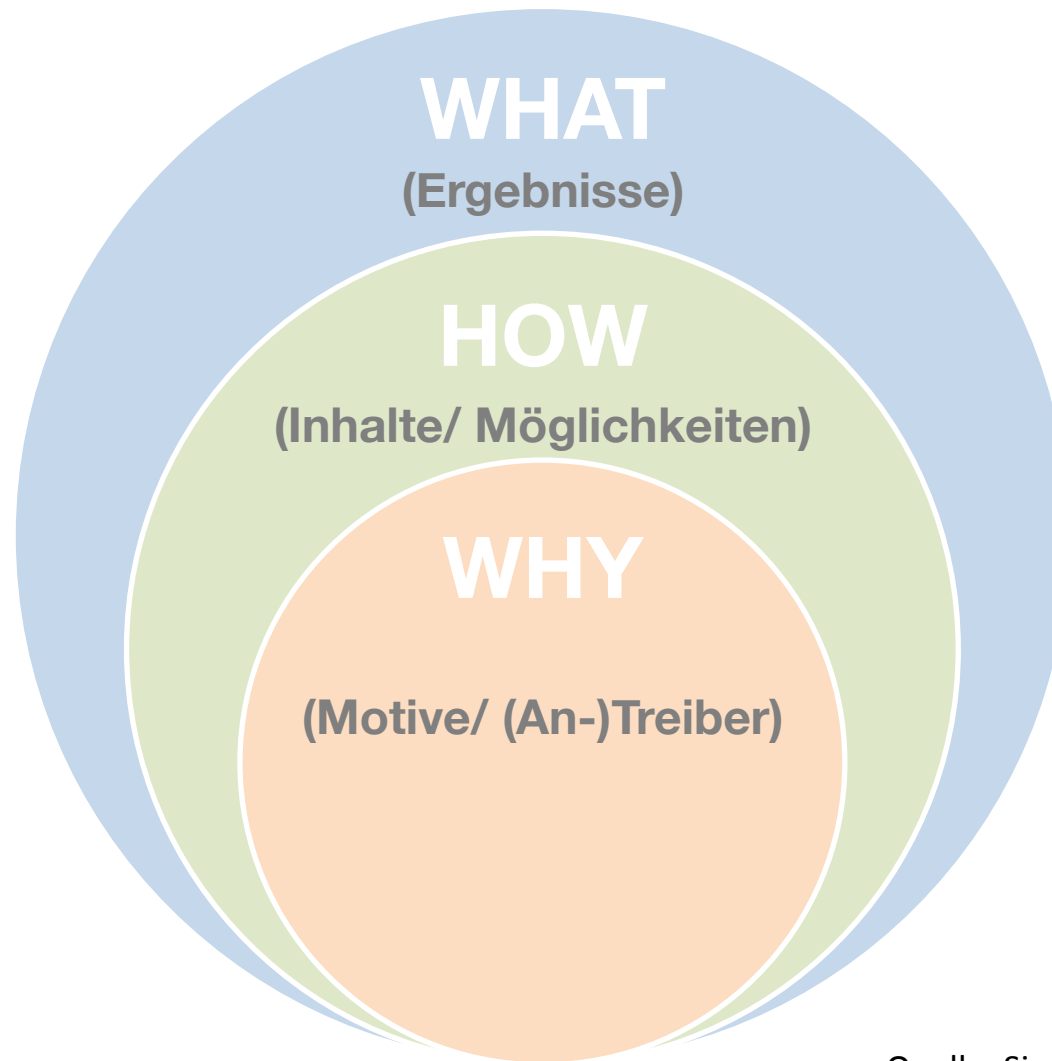 WHAT
(Ergebnisse)
HOW
(Inhalte/ Möglichkeiten)
WHY
(Motive/ (An-)Treiber)